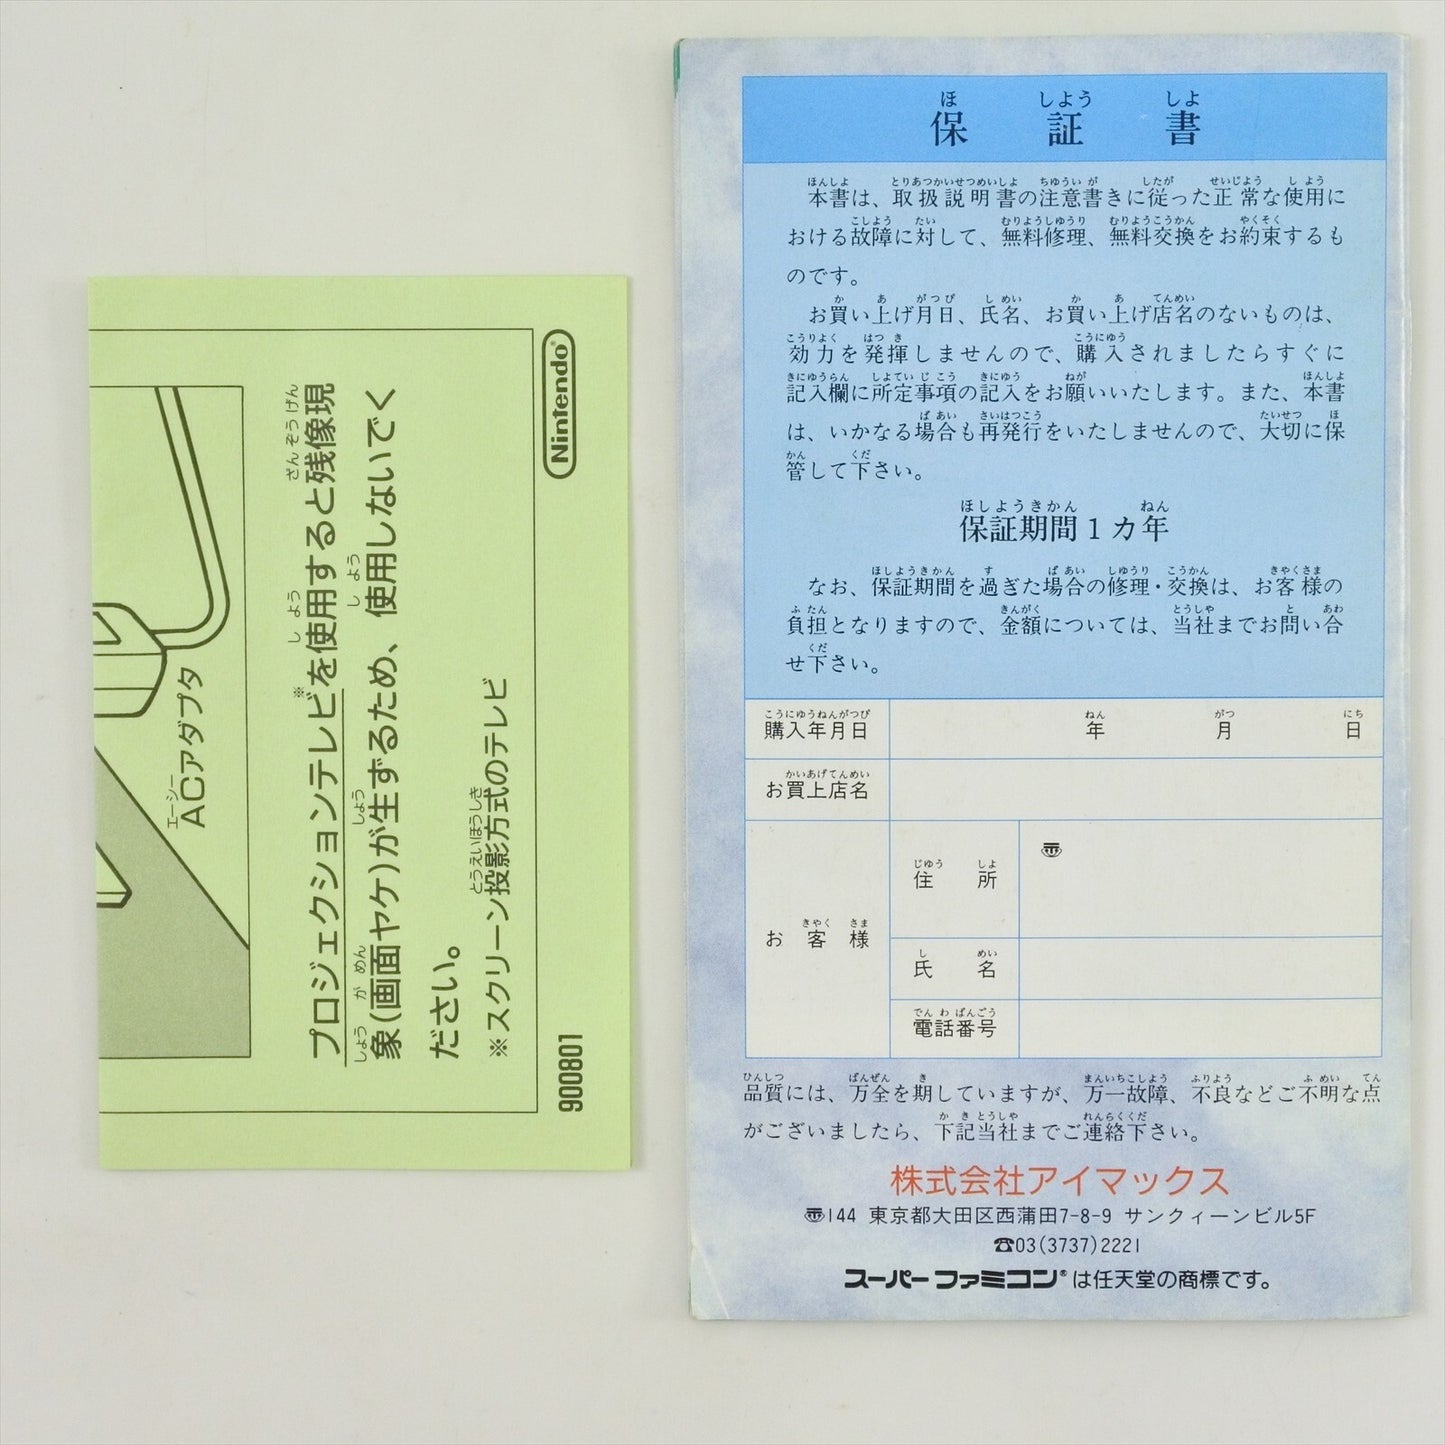 プロジェクションテレビ※を使用すると残像現
象(画面ヤケ)が生ずるため、使用しないでく
ださい。
※スクリーン投影方式のテレビ
ACアダプタ
Nintendo®
900801
保証書
本書は、取扱説明書の注意書きに従った正常な使用に
おける故障に対して、無料修理、無料交換をお約束するも
のです。
お買い上げ月日、氏名、お買い上げ店名のないものは、
効力を発揮しませんので、購入されましたらすぐに
記入欄に所定事項の記入をお願いいたします。また、本書
は、いかなる場合も再発行をいたしませんので、大切に保
管して下さい。
保証期間1カ年
なお、保証期間を過ぎた場合の修理・交換は、お客様の
負担となりますので、金額については、当社までお問い合
せ下さい。
購入年月日 年 月 日
お買上店名
お客様
住所 〠
氏名
電話番号
品質には、万全を期していますが、万一故障、不良などご不明な点
がございましたら、下記当社までご連絡下さい。
株式会社アイマックス
〠144 東京都大田区西蒲田7-8-9 サンクィーンビル5F
☎03(3737)2221
スーパーファミコン®は任天堂の商標です。